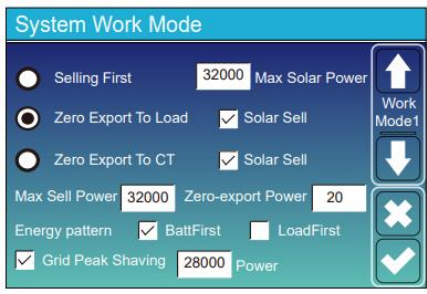 System Work Mode
Selling First 32000 Max Solar Power
Zero Export To Load Solar Sell
Zero Export To CT Solar Sell
Max Sell Power 32000 Zero-export Power 20
Energy pattern BattFirst LoadFirst
Grid Peak Shaving 28000 Power
Work
Mode1